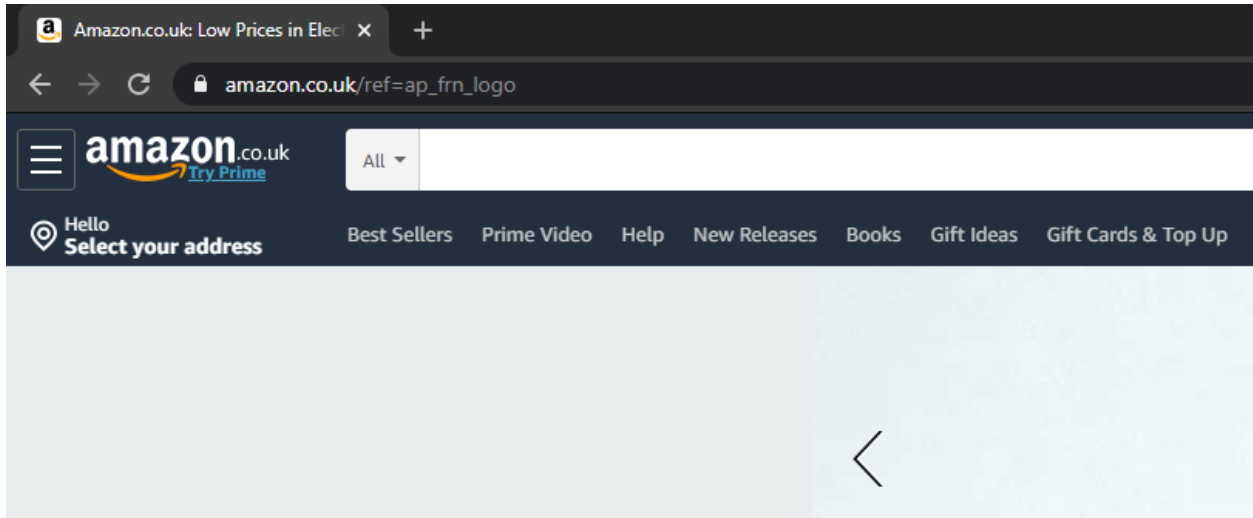 Amazon.co.uk: Low Prices in Elec
amazon.co.uk/ref=ap_frn_logo
amazon.co.uk
Try Prime
All
Hello
Select your address
Best Sellers Prime Video Help New Releases Books Gift Ideas Gift Cards & Top Up